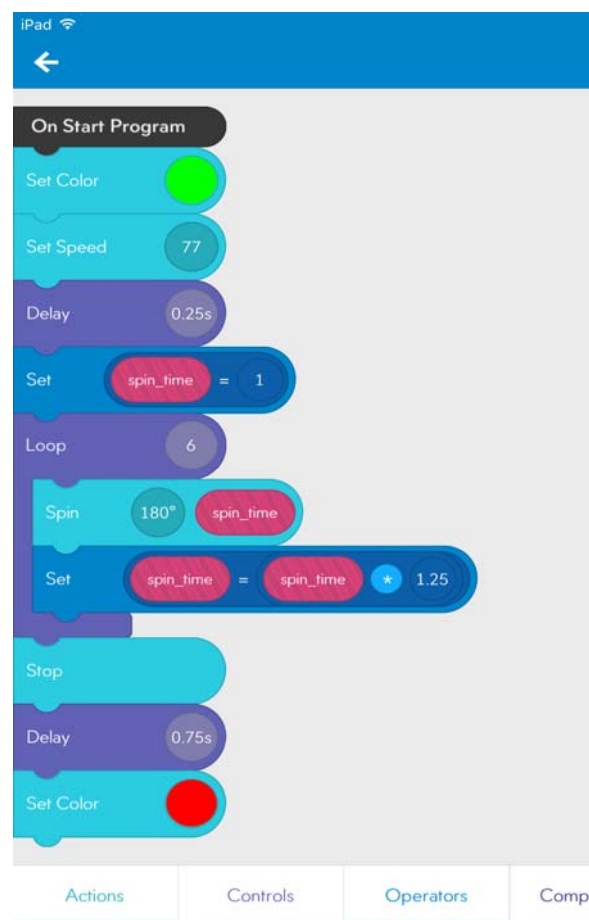 iPad
On Start Program
Set Color
Set Speed 77
Delay 0.25s
Set spin_time = 1
Loop 6
Spin 180° spin_time
Set spin_time = spin_time * 1.25
Stop
Delay 0.75s
Set Color
Actions Controls Operators Comp